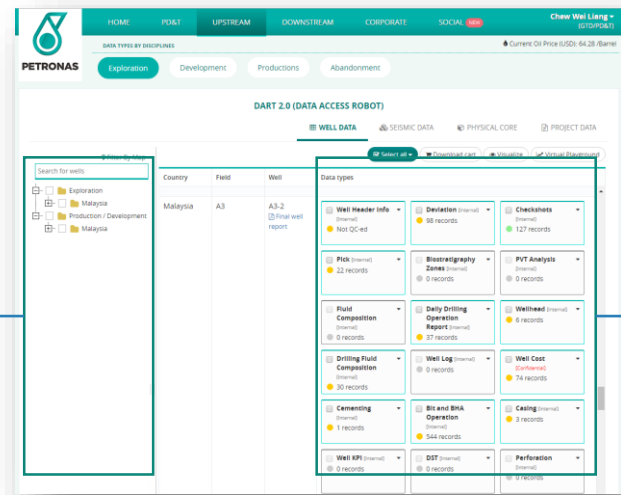 HOME PD&T UPSTREAM DOWNSTREAM CORPORATE SOCIAL NEW
Chew Wei Liang
(GTO/PD&T)
DATA TYPES BY DISCIPLINES
Current Oil Price (USD): 64.28 /Barrel
PETRONAS
Exploration Development Productions Abandonment
DART 2.0 (DATA ACCESS ROBOT)
WELL DATA SEISMIC DATA PHYSICAL CORE PROJECT DATA
Filter By Map
Select all Download cart Visualize Virtual Playground
Search for wells
Exploration
Malaysia
Production / Development
Malaysia
Country Field Well Data types
Malaysia A3 A3-2
Final well
report
Well Header Info
[Internal]
Not QC-ed
Deviation [Internal]
98 records
Checkshots
[Internal]
127 records
Pick [Internal]
22 records
Biostratigraphy
Zones [Internal]
0 records
PVT Analysis
[Internal]
0 records
Fluid
Composition
[Internal]
0 records
Daily Drilling
Operation
Report [Internal]
37 records
Wellhead [Internal]
6 records
Drilling Fluid
Composition
[Internal]
30 records
Well Log [Internal]
0 records
Well Cost
[Confidential]
74 records
Cementing
[Internal]
1 records
Bit and BHA
Operation
[Internal]
544 records
Casing [Internal]
3 records
Well KPI [Internal]
0 records
DST [Internal]
0 records
Perforation
[Internal]
0 records